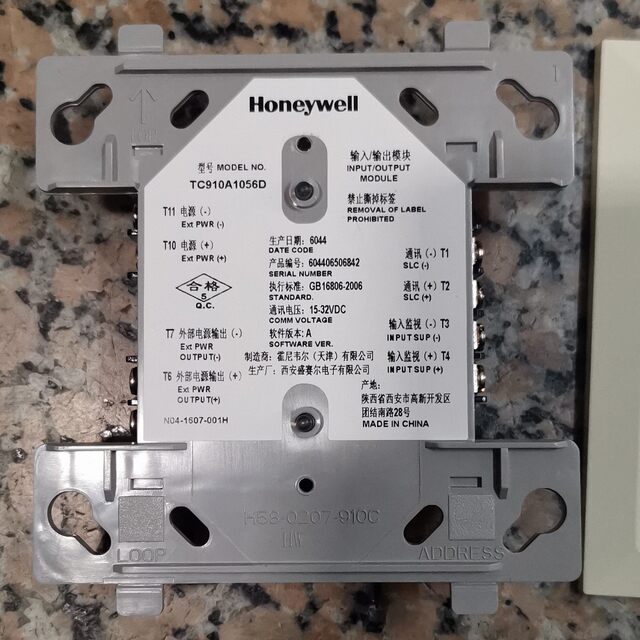 1
Honeywell
型号 MODEL NO.
TC910A1056D
输入/输出模块
INPUT/OUTPUT
MODULE
禁止撕掉标签
REMOVAL OF LABEL
PROHIBITED
T11 电源 (-)
Ext PWR (-)
T10 电源 (+)
Ext PWR (+)
合格
5
Q.C.
T7 外部电源输出 (-)
Ext PWR
OUTPUT(-)
T6 外部电源输出 (+)
Ext PWR
OUTPUT(+)
N04-1607-001H
生产日期: 6044
DATE CODE
产品编号: 604406506842
SERIAL NUMBER
执行标准: GB16806-2006
STANDARD.
通讯电压: 15-32VDC
COMM VOLTAGE
软件版本: A
SOFTWARE VER.
制造商: 霍尼韦尔 (天津) 有限公司
生产厂: 西安盛赛尔电子有限公司
通讯 (-) T1
SLC (-)
通讯 (+) T2
SLC (+)
输入监视 (-) T3
INPUT SUP (-)
输入监视 (+) T4
INPUT SUP (+)
产地:
陕西省西安市高新开发区
团结南路28号
MADE IN CHINA
H58-0207-910C
LOOP
ADDRESS